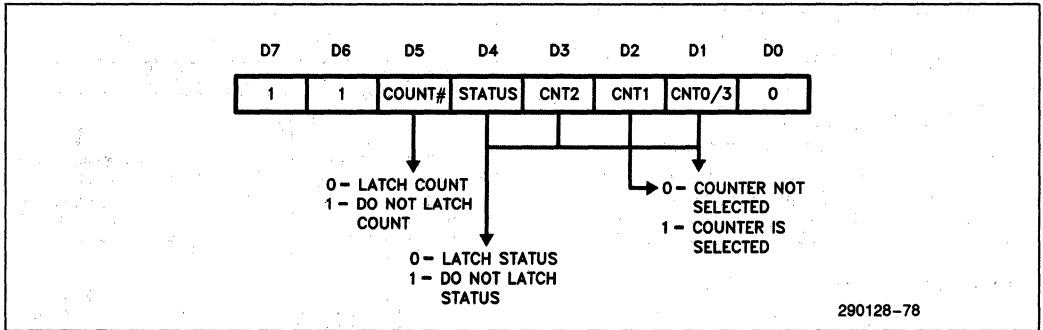 D7 D6 D5 D4 D3 D2 D1 D0
1 1 COUNT# STATUS CNT2 CNT1 CNT0/3 0
0 – LATCH COUNT
1 – DO NOT LATCH
COUNT
0 – COUNTER NOT
SELECTED
1 – COUNTER IS
SELECTED
0 – LATCH STATUS
1 – DO NOT LATCH
STATUS
290128–78